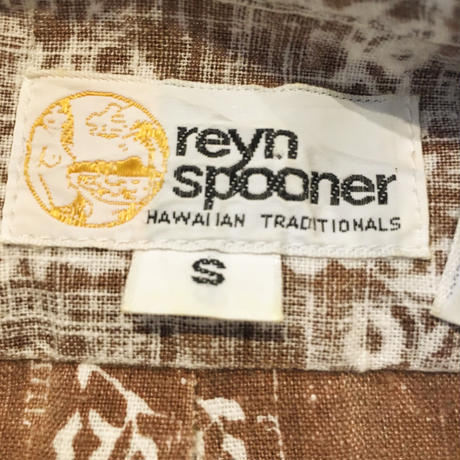 reyn
spooner
HAWAIIAN TRADITIONALS
S